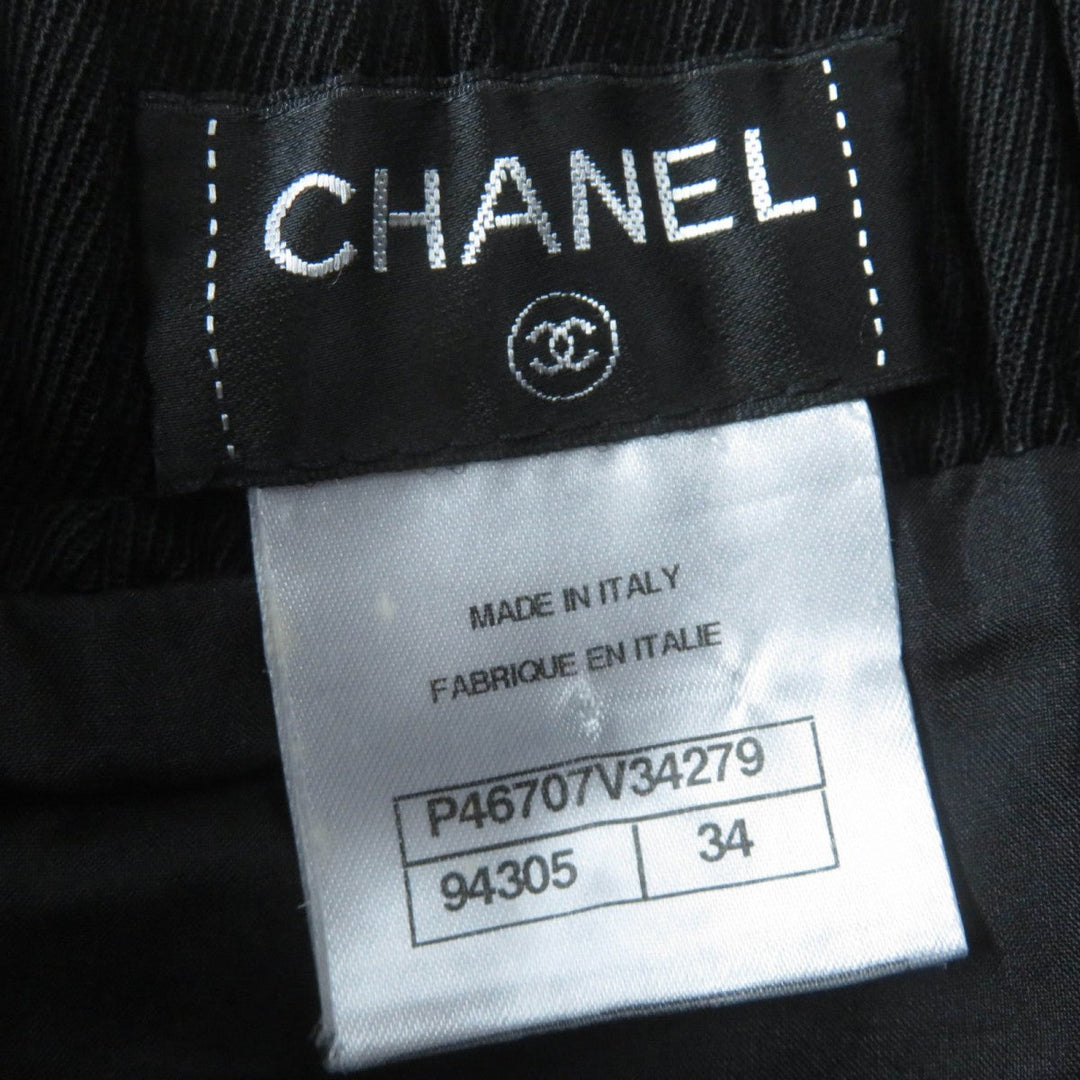 CHANEL
MADE IN ITALY
FABRIQUE EN ITALIE
P46707V34279
94305 34